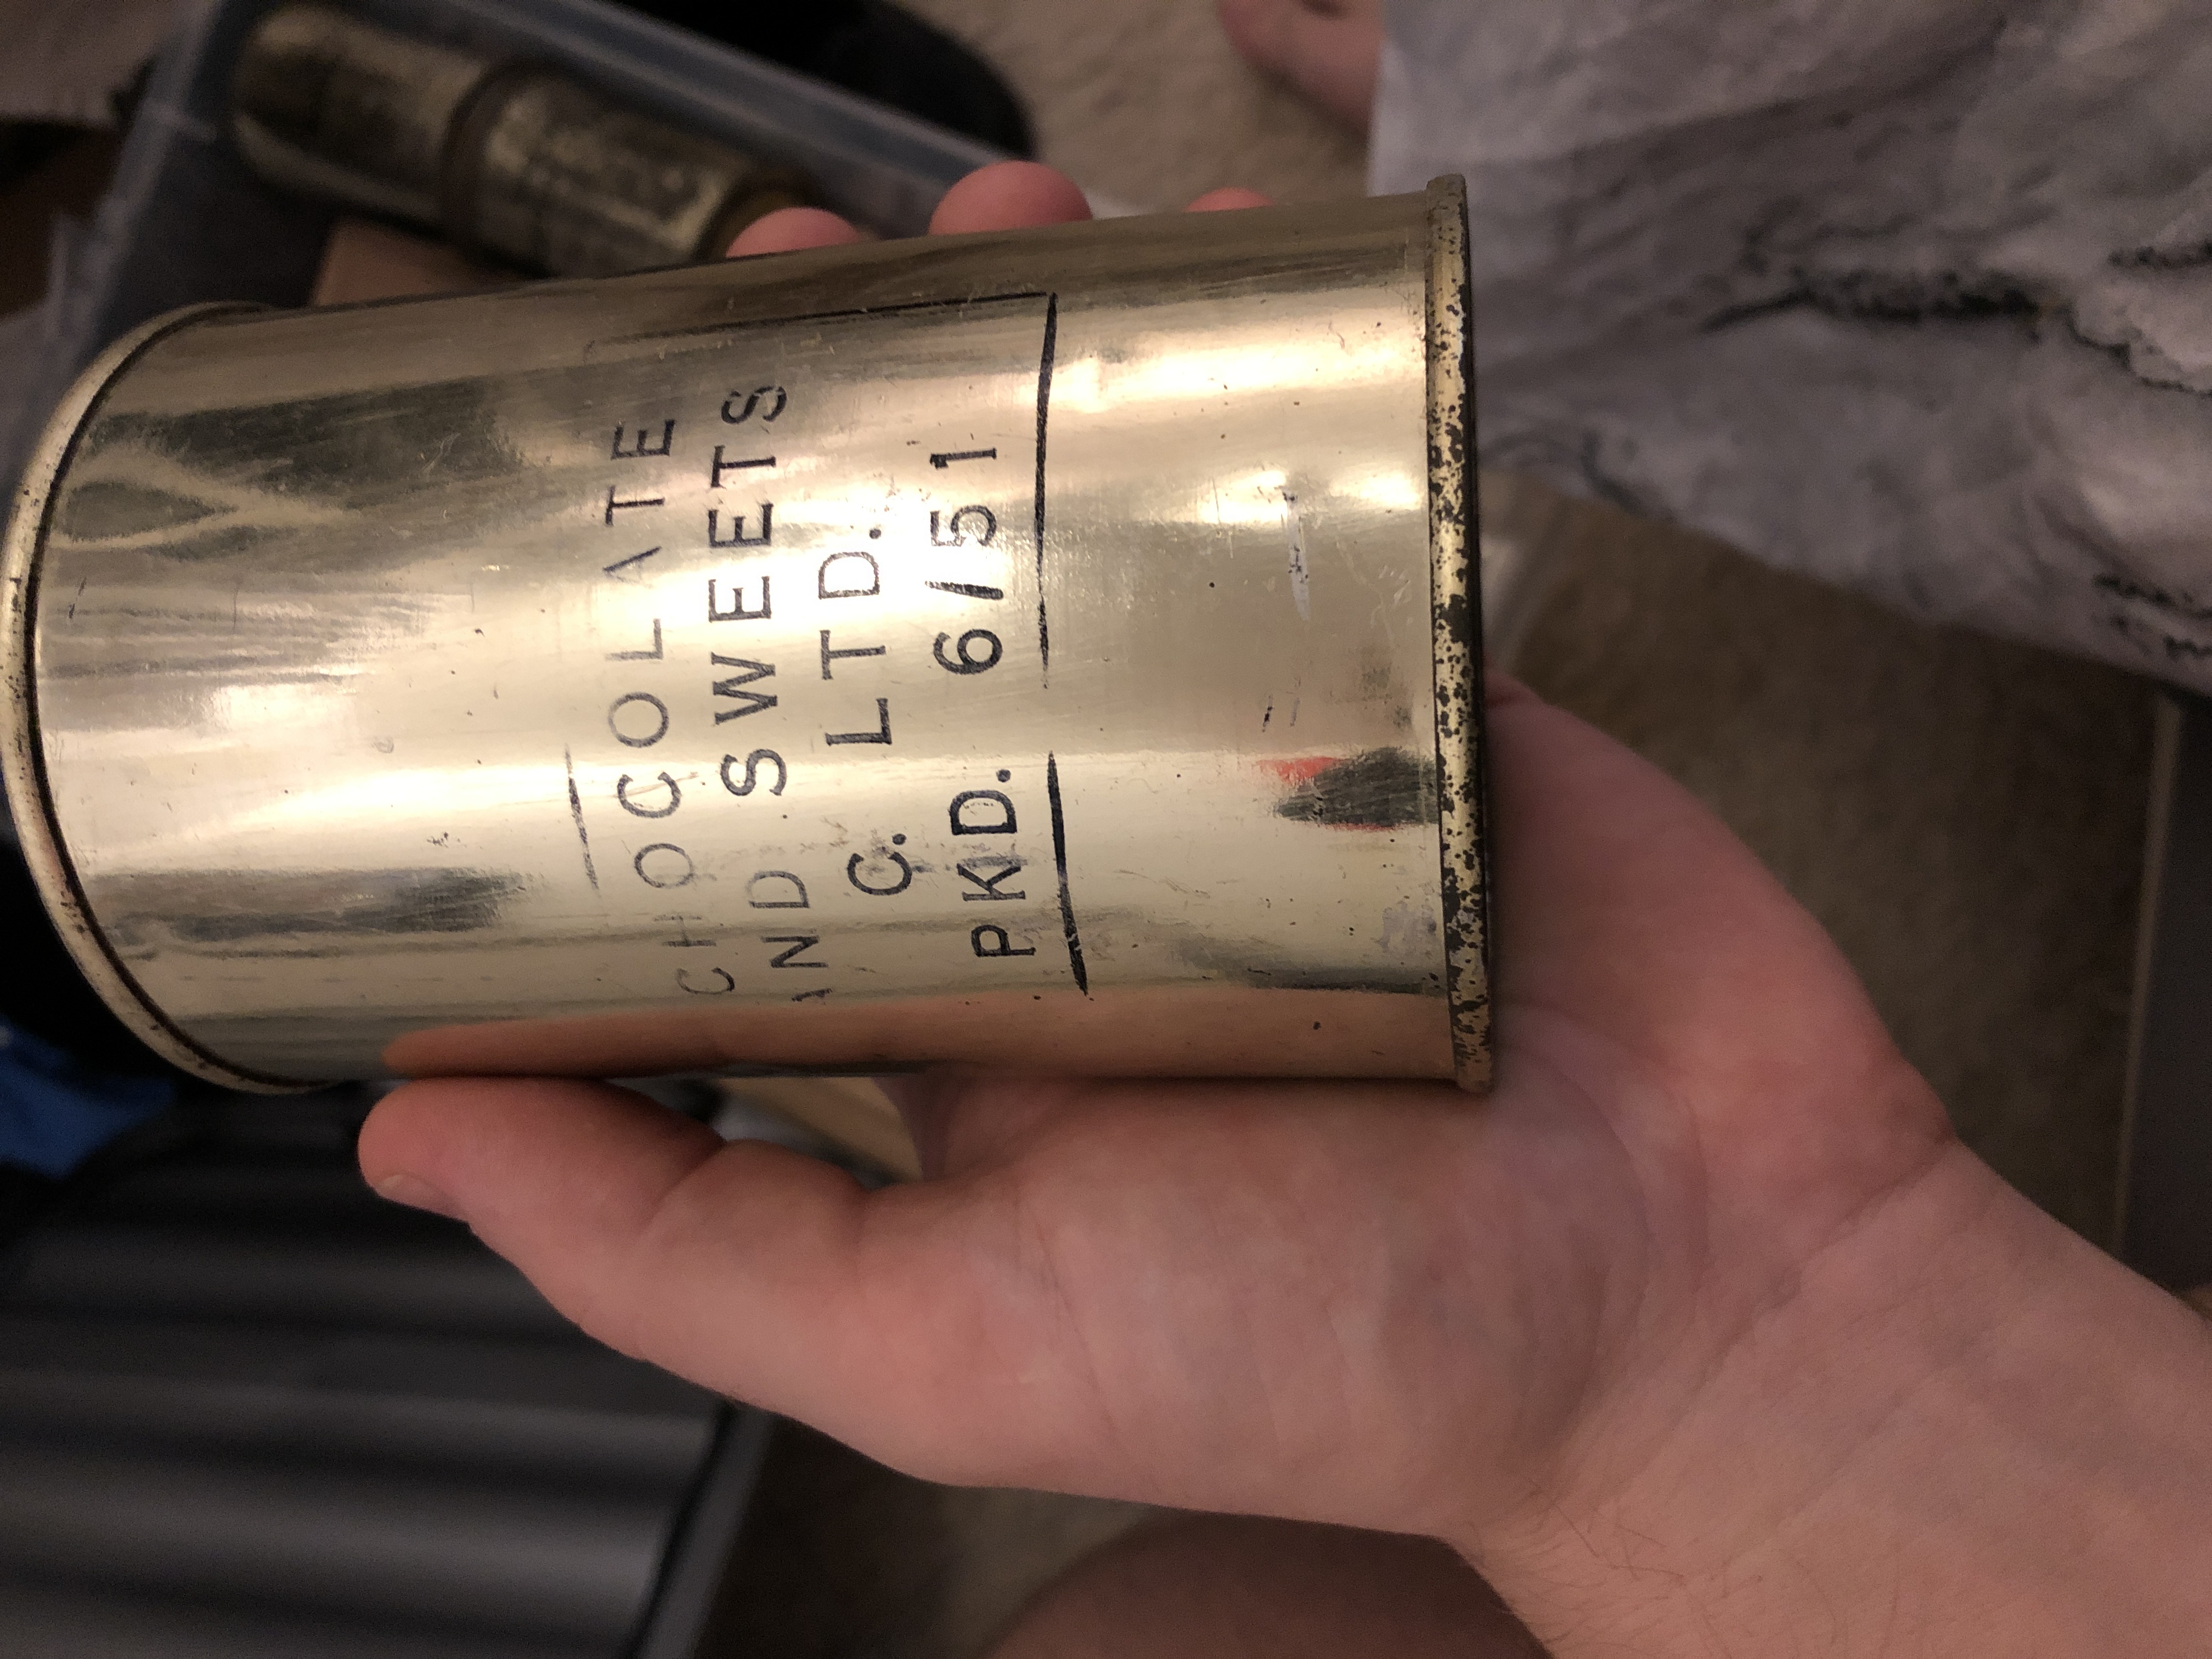 CHOCOLATE
AND SWEETS
C. LTD.
PKD. 6/51